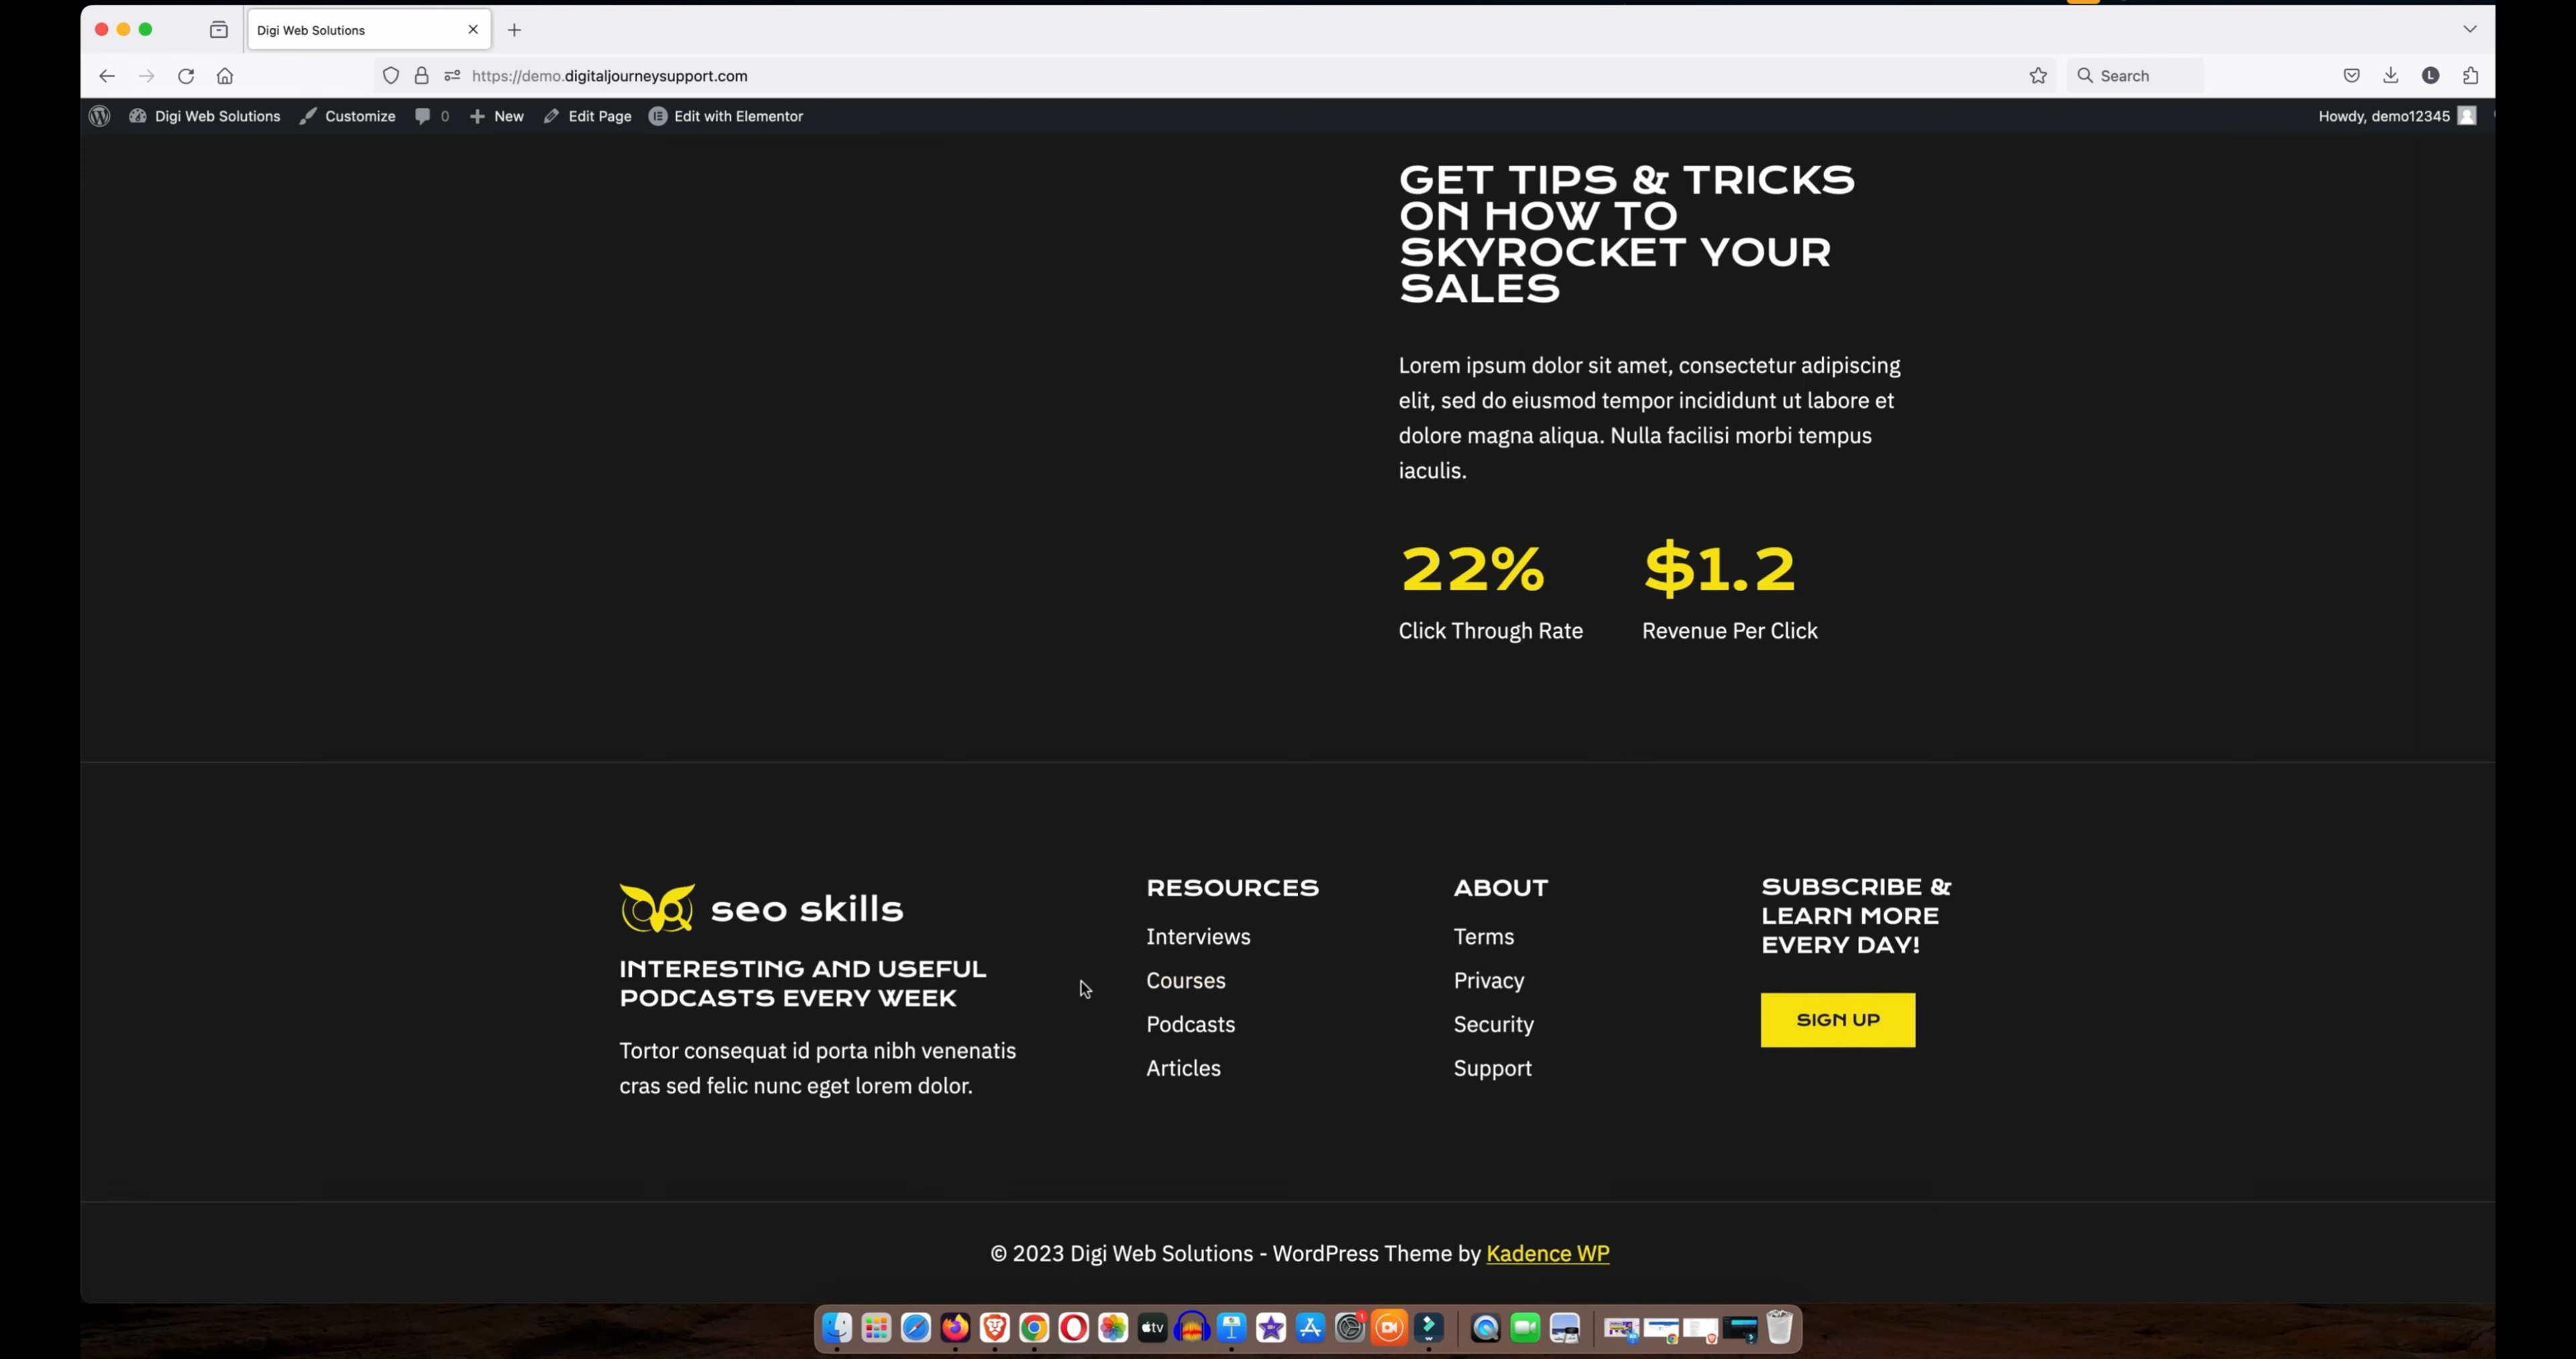 Digi Web Solutions
https://demo.digitaljourneysupport.com
Search
L
Digi Web Solutions
Customize
0
New
Edit Page
Edit with Elementor
Howdy, demo12345
GET TIPS & TRICKS
ON HOW TO
SKYROCKET YOUR
SALES
Lorem ipsum dolor sit amet, consectetur adipiscing
elit, sed do eiusmod tempor incididunt ut labore et
dolore magna aliqua. Nulla facilisi morbi tempus
iaculis.
22%
Click Through Rate
$1.2
Revenue Per Click
seo skills
INTERESTING AND USEFUL
PODCASTS EVERY WEEK
Tortor consequat id porta nibh venenatis
cras sed felic nunc eget lorem dolor.
RESOURCES
Interviews
Courses
Podcasts
Articles
ABOUT
Terms
Privacy
Security
Support
SUBSCRIBE &
LEARN MORE
EVERY DAY!
SIGN UP
© 2023 Digi Web Solutions - WordPress Theme by Kadence WP
tv
1